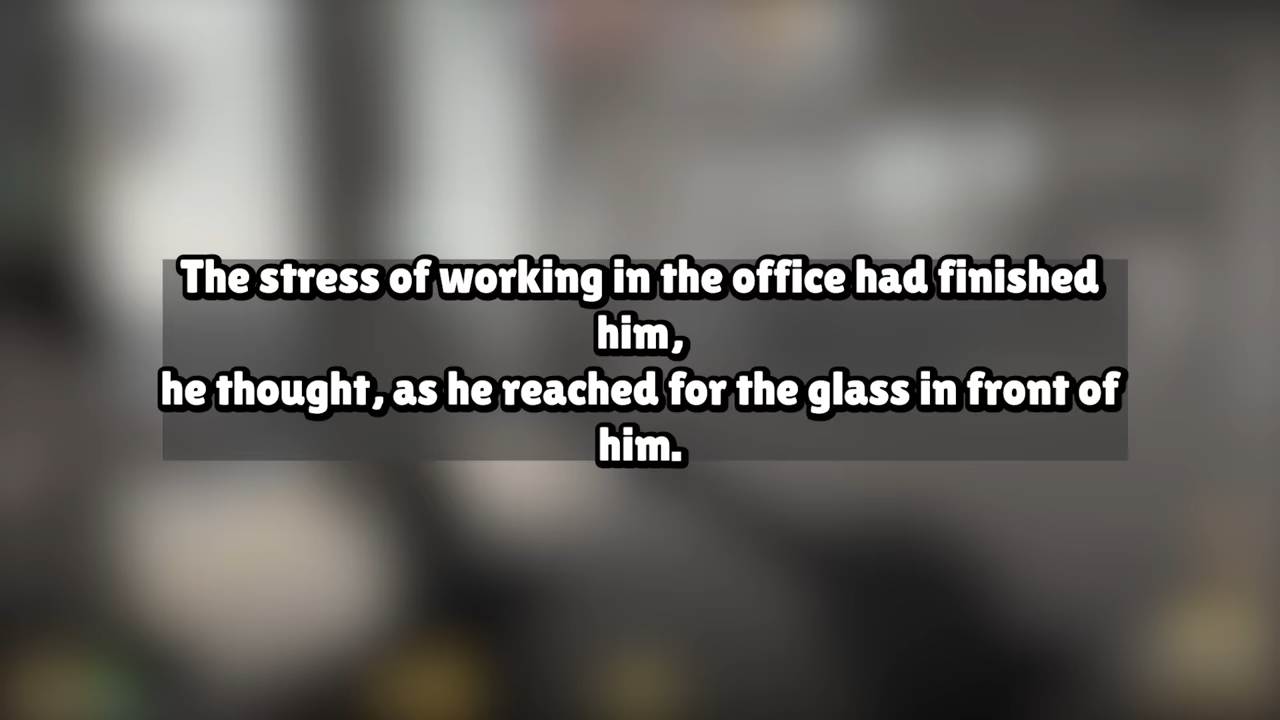 The stress of working in the office had finished
him,
he thought, as he reached for the glass in front of
him.